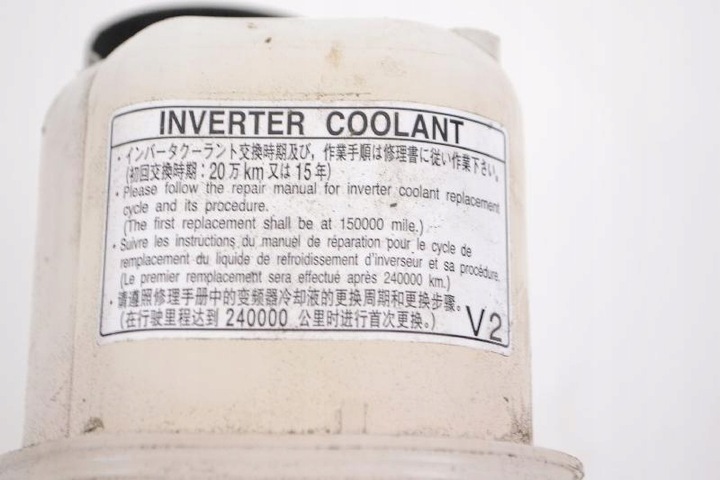 INVERTER COOLANT
・インバータクーラント交換時期及び，作業手順は修理書に従い作業下さい。
(初回交換時期：20万km又は15年)
・Please follow the repair manual for inverter coolant replacement
cycle and its procedure.
(The first replacement shall be at 150000 mile.)
・Suivre les instructions du manuel de réparation pour le cycle de
remplacement du liquide de refroidissement d'inverseur et sa procédure.
(Le premier remplacement sera effectué après 240000 km.)
・请遵照修理手册中的变频器冷却液的更换周期和更换步骤。
(在行驶里程达到 240000 公里时进行首次更换。)
V2